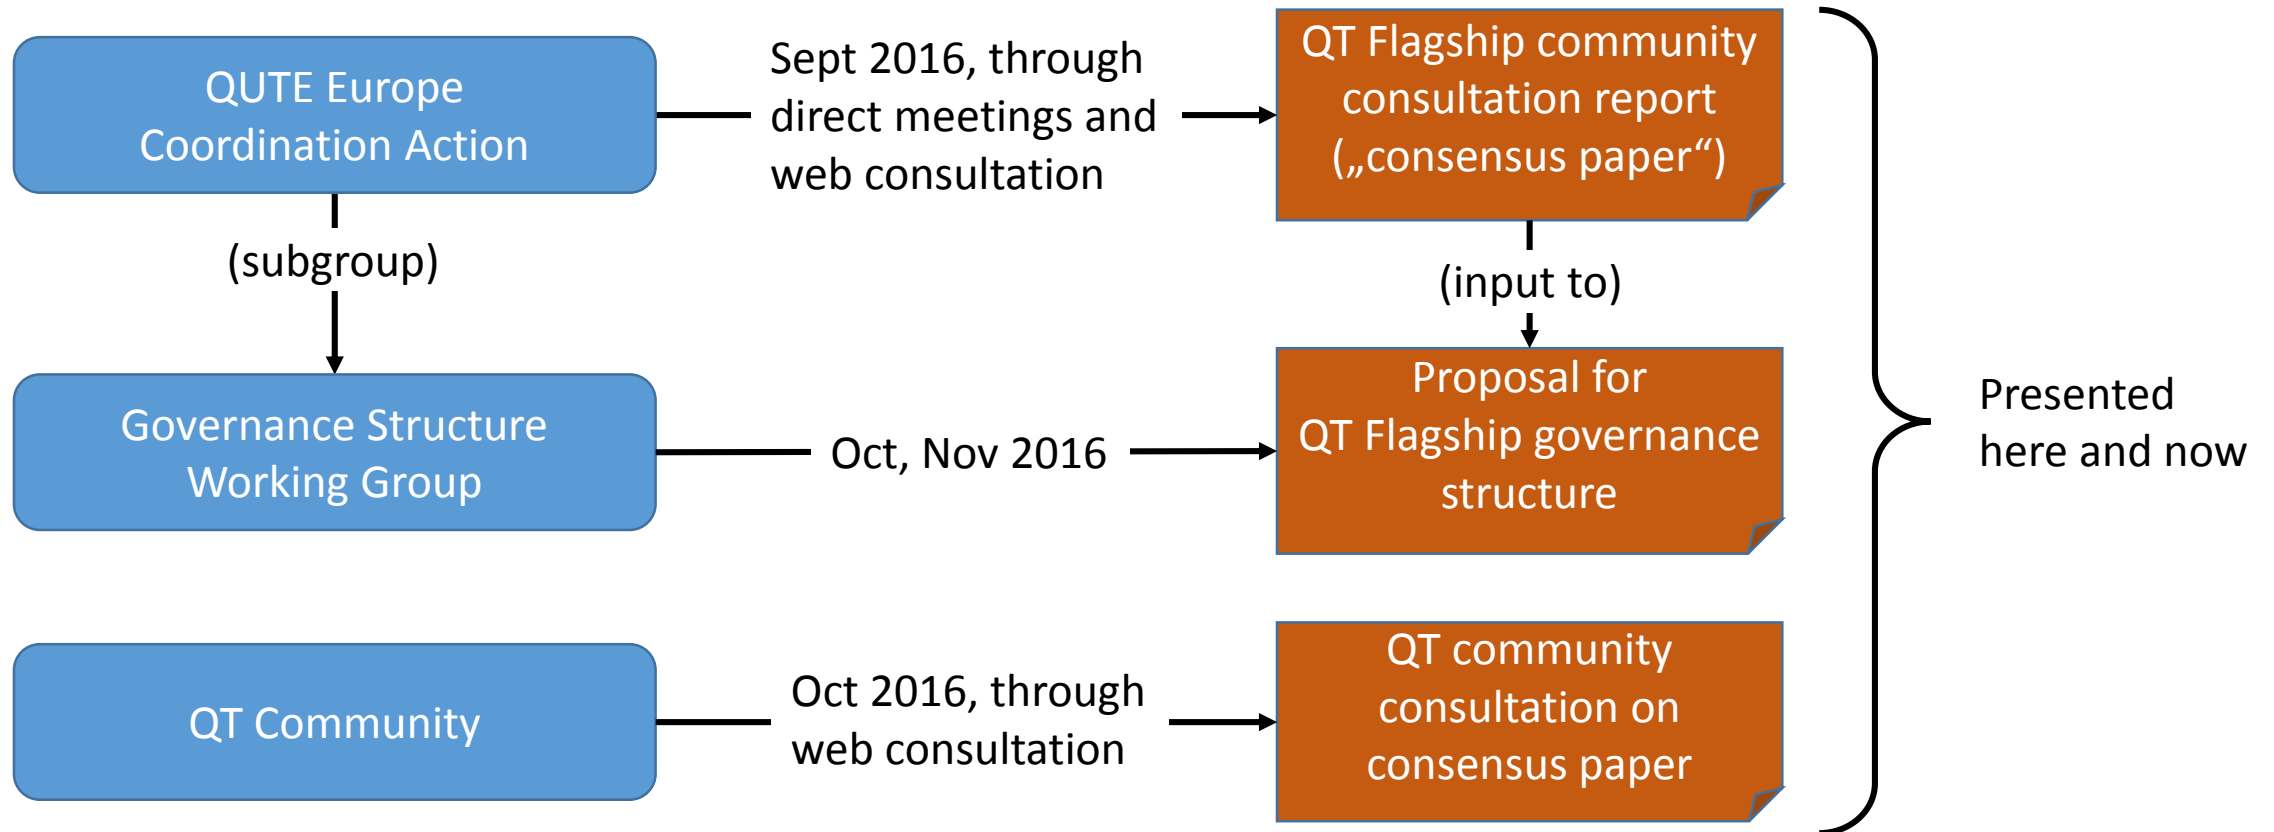 QUTE Europe
Coordination Action
Sept 2016, through
direct meetings and
web consultation
QT Flagship community
consultation report
(„consensus paper“)
(subgroup)
(input to)
Governance Structure
Working Group
Oct, Nov 2016
Proposal for
QT Flagship governance
structure
Presented
here and now
QT Community
Oct 2016, through
web consultation
QT community
consultation on
consensus paper